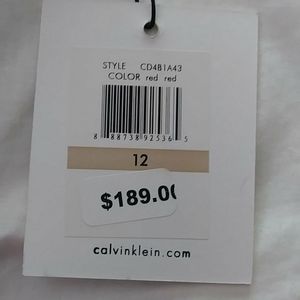 STYLE CD4B1A43
COLOR red red
8 88738 92536 5
12
$189.0
calvinklein.com